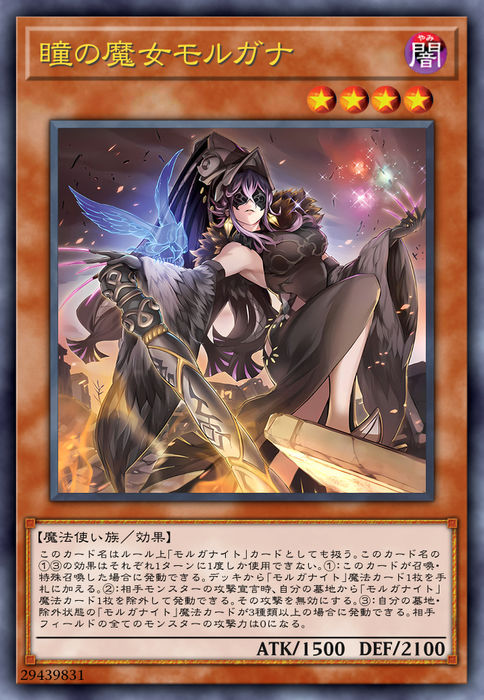 瞳の魔女モルガナ
やみ
闇
【魔法使い族／効果】
このカード名はルール上「モルガナイト」カードとしても扱う。このカード名の
①③の効果はそれぞれ1ターンに1度しか使用できない。①：このカードが召喚・
特殊召喚した場合に発動できる。デッキから「モルガナイト」魔法カード1枚を手
札に加える。②：相手モンスターの攻撃宣言時、自分の墓地から「モルガナイト」
魔法カード1枚を除外して発動できる。その攻撃を無効にする。③：自分の墓地・
除外状態の「モルガナイト」魔法カードが3種類以上の場合に発動できる。相手
フィールドの全てのモンスターの攻撃力は0になる。
ATK/1500 DEF/2100
29439831